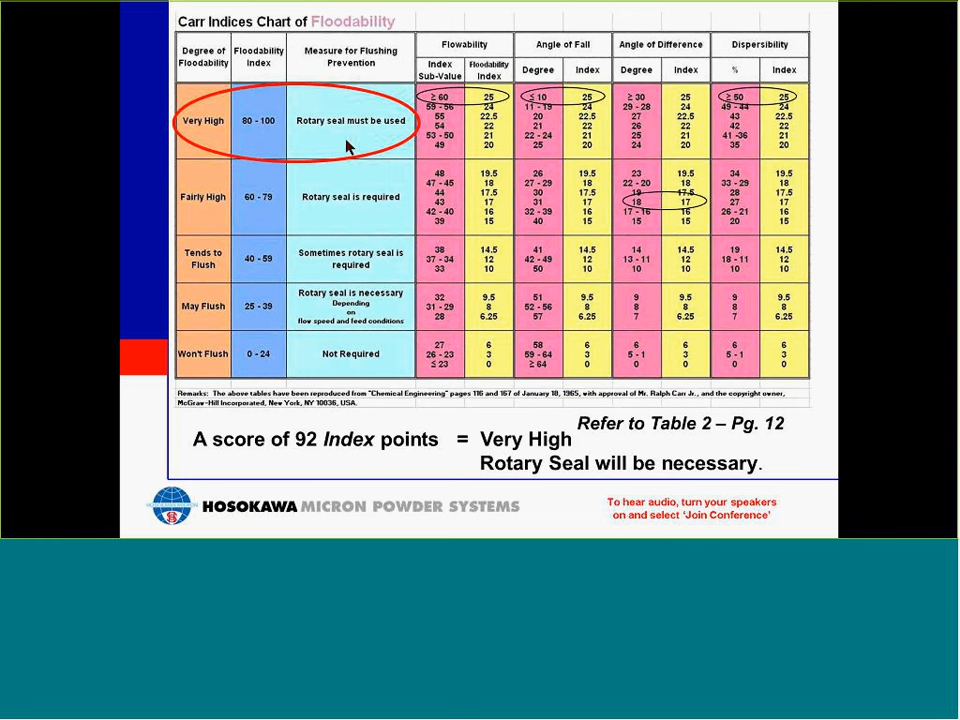 Carr Indices Chart of Floodability
Degree of Floodability Floodability Index Measure for Flushing Prevention Flowability Angle of Fall Angle of Difference Dispersibility
Index Sub-Value Floodability Index Degree Index Degree Index % Index
Very High 80 - 100 Rotary seal must be used
≥ 60 25 ≤ 10 25 ≥ 30 25 ≥ 50 25
59 - 56 24 11 - 19 24 29 - 28 24 49 - 44 24
55 22.5 20 22.5 27 22.5 43 22.5
54 22 21 22 26 22 42 22
53 - 50 21 22 - 24 21 25 21 41 -36 21
49 20 25 20 24 20 35 20
Fairly High 60 - 79 Rotary seal is required
48 19.5 26 19.5 23 19.5 34 19.5
47 - 45 18 27 - 29 18 22 - 20 18 33 - 29 18
44 17.5 30 17.5 19 17.5 28 17.5
43 17 31 17 18 17 27 17
42 - 40 16 32 - 39 16 17 - 16 16 26 - 21 16
39 15 40 15 15 15 20 15
Tends to Flush 40 - 59 Sometimes rotary seal is required
38 14.5 41 14.5 14 14.5 19 14.5
37 - 34 12 42 - 49 12 13 - 11 12 18 - 11 12
33 10 50 10 10 10 10 10
May Flush 25 - 39 Rotary seal is necessary
Depending
on
flow speed and feed conditions
32 9.5 51 9.5 9 9.5 9 9.5
31 - 29 8 52 - 56 8 8 8 8 8
28 6.25 57 6.25 7 6.25 7 6.25
Won't Flush 0 - 24 Not Required
27 6 58 6 6 6 6 6
26 - 23 3 59 - 64 3 5 - 1 3 5 - 1 3
≤ 23 0 ≥ 64 0 0 0 0 0
Remarks: The above tables have been reproduced from "Chemical Engineering" pages 116 and 167 of January 18, 1965, with approval of Mr. Ralph Carr Jr., and the copyright owner,
McGraw-Hill Incorporated, New York, NY 10036, USA.
Refer to Table 2 – Pg. 12
A score of 92 Index points = Very High
Rotary Seal will be necessary.
HOSOKAWA MICRON POWDER SYSTEMS
To hear audio, turn your speakers
on and select ‘Join Conference’